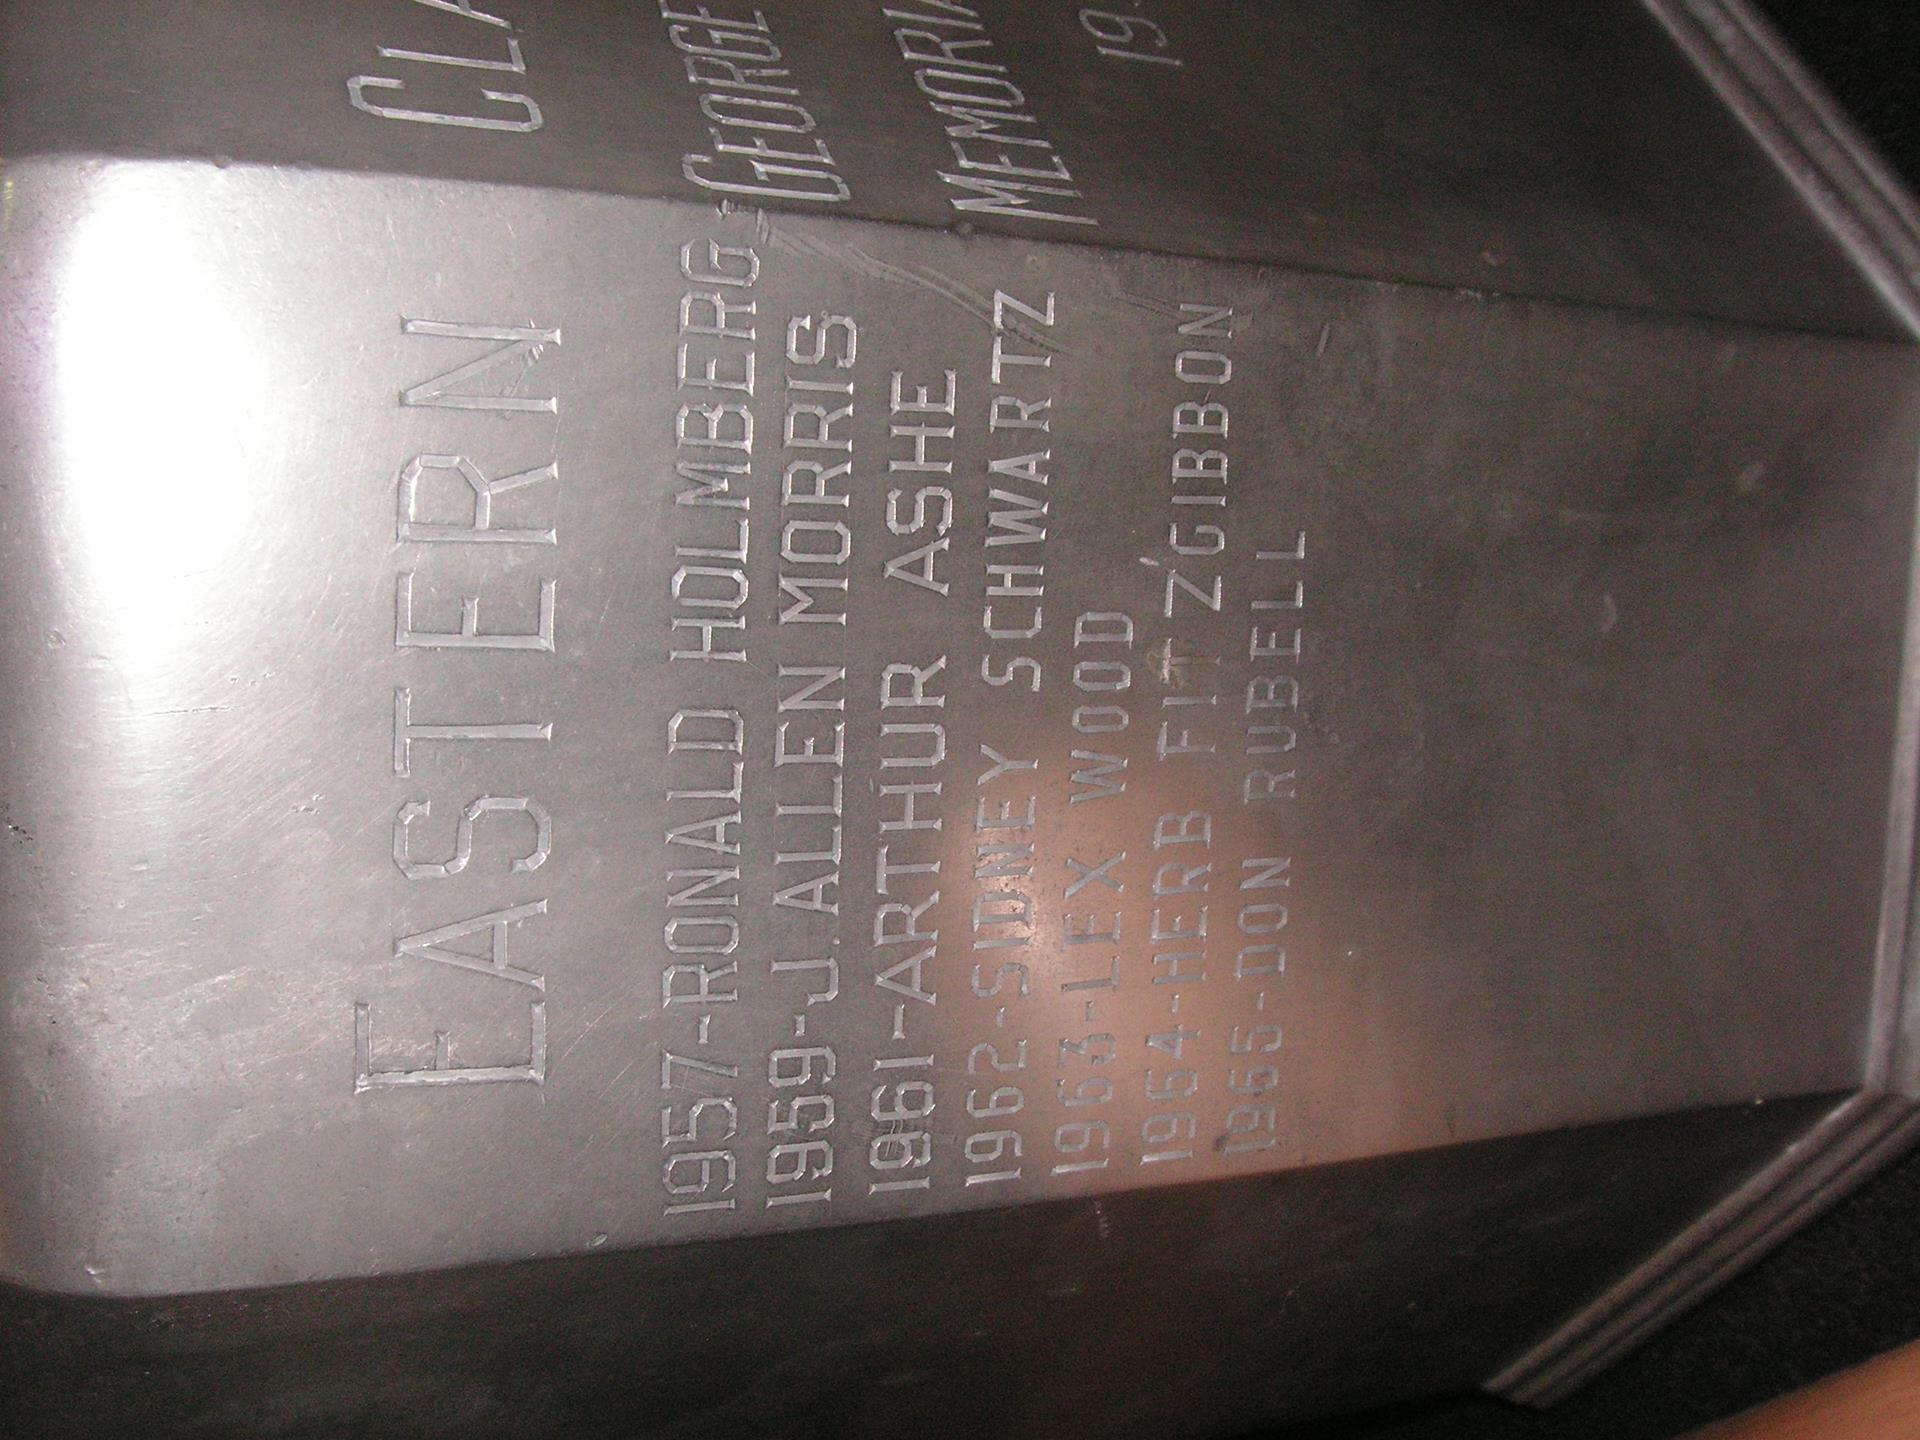 EASTERN
1957-RONALD HOLMBERG
1959-J. ALLEN MORRIS
1961-ARTHUR ASHE
1962-SIDNEY SCHWARTZ
1963-LEX WOOD
1964-HERB FITZGIBBON
1965-DON RUBELL
GEORGE